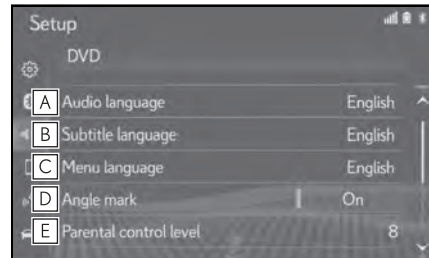 Setup
DVD
A Audio language English
B Subtitle language English
C Menu language English
D Angle mark On
E Parental control level 8